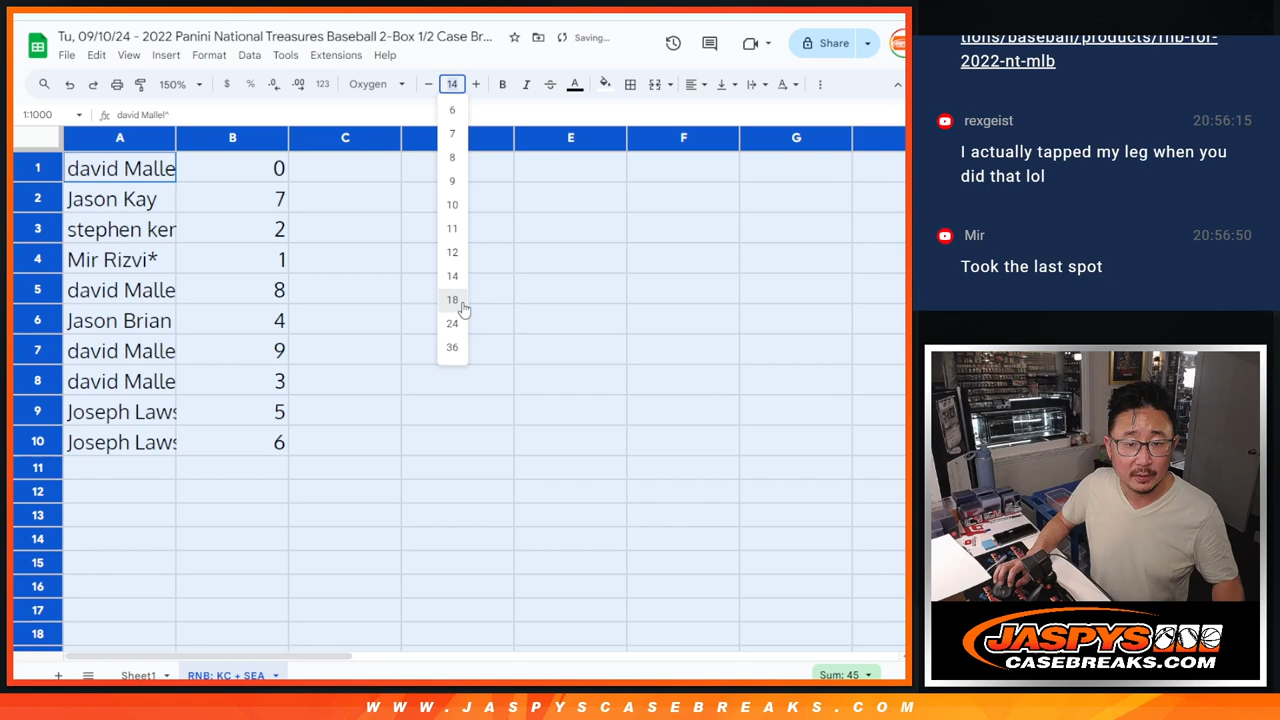 Tu, 09/10/24 - 2022 Panini National Treasures Baseball 2-Box 1/2 Case Br... Saving...
File Edit View Insert Format Data Tools Extensions Help
Share
150% $ % .0 .00 123 Oxygen - 14 + B I A
1:1000 fx david Mallel^
A B C E F G
1 david Malle 0
2 Jason Kay 7
3 stephen ker 2
4 Mir Rizvi* 1
5 david Malle 8
6 Jason Brian 4
7 david Malle 9
8 david Malle 3
9 Joseph Laws 5
10 Joseph Laws 6
11
12
13
14
15
16
17
18
6
7
8
9
10
11
12
14
18
24
36
+ Sheet1 RNB: KC + SEA Sum: 45
tions/baseball/products/rnb-for-
2022-nt-mlb
rexgeist 20:56:15
I actually tapped my leg when you
did that lol
Mir 20:56:50
Took the last spot
JASPYS
CASEBREAKS.COM
WWW.JASPYSCASEBREAKS.COM